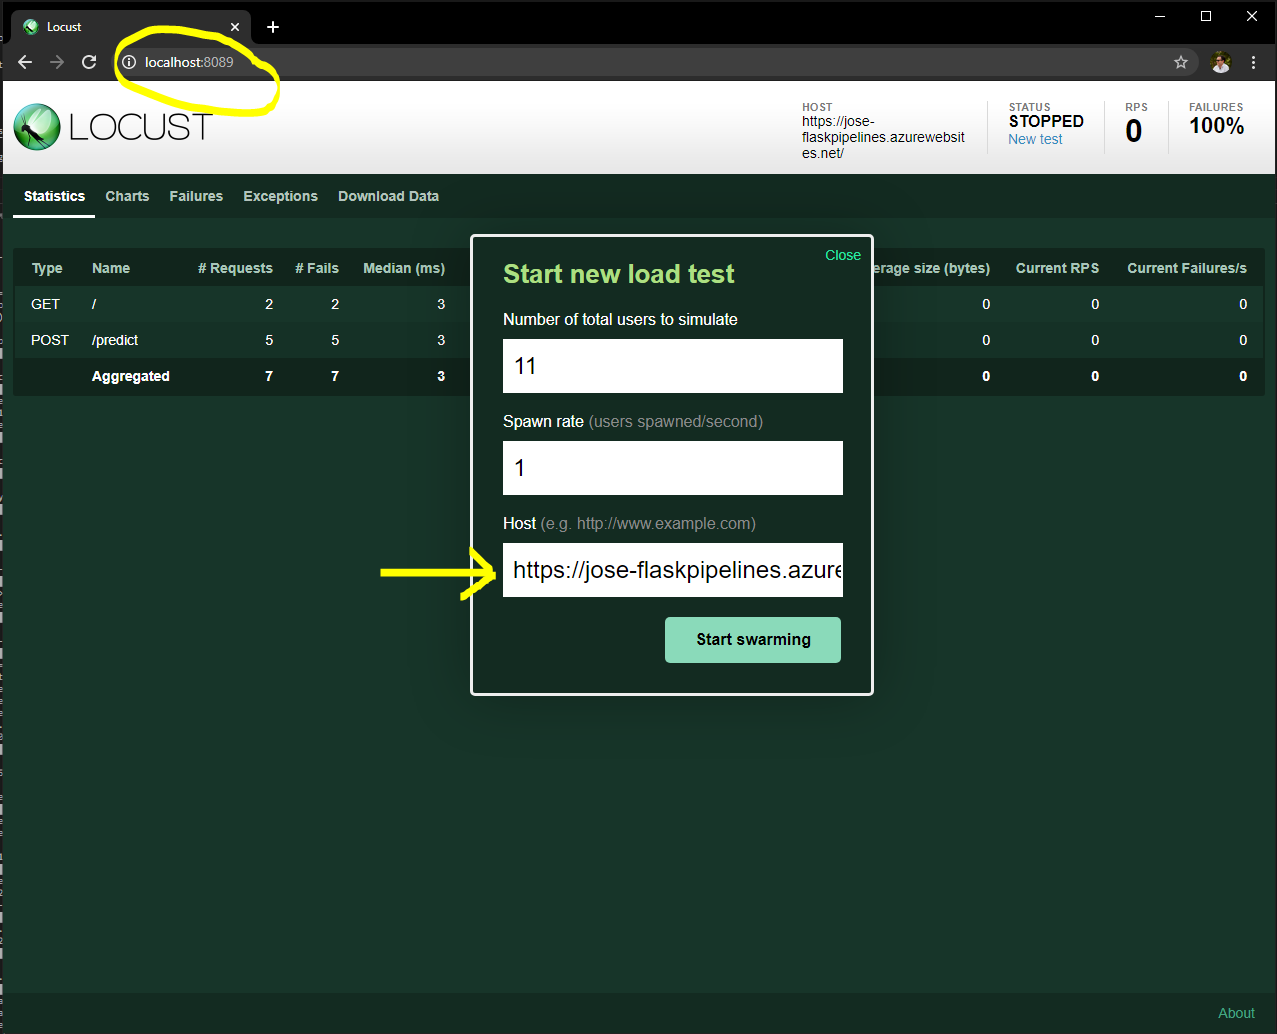 Locust
localhost:8089
LOCUST
HOST
https://jose-
flaskpipelines.azurewebsit
es.net/
STATUS
STOPPED
New test
RPS
0
FAILURES
100%
Statistics Charts Failures Exceptions Download Data
Type Name # Requests # Fails Median (ms) erage size (bytes) Current RPS Current Failures/s
GET / 2 2 3 0 0 0
POST /predict 5 5 3 0 0 0
Aggregated 7 7 3 0 0 0
Close
Start new load test
Number of total users to simulate
11
Spawn rate (users spawned/second)
1
Host (e.g. http://www.example.com)
https://jose-flaskpipelines.azure
Start swarming
About